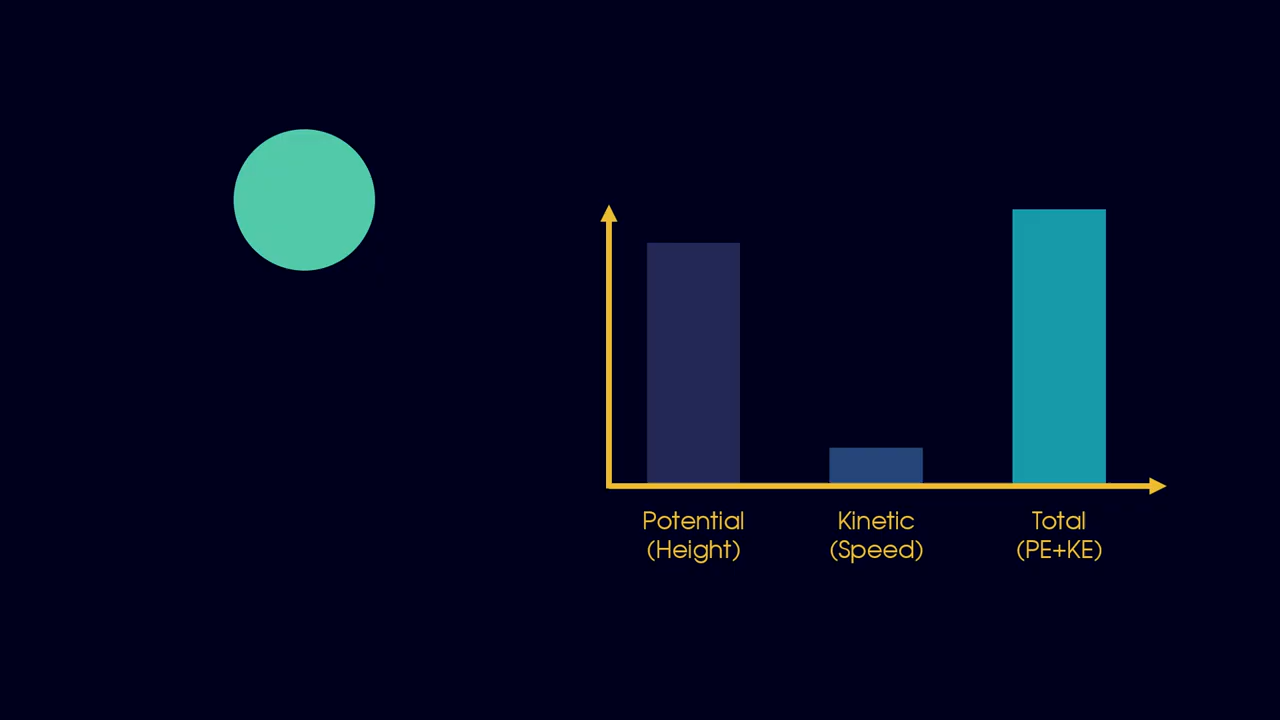 Potential
(Height)
Kinetic
(Speed)
Total
(PE+KE)